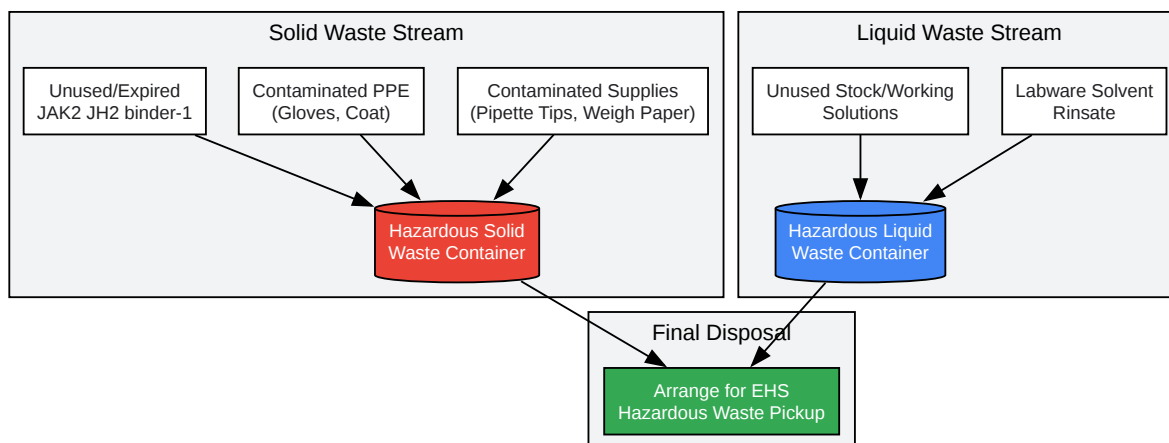 Solid Waste Stream
Unused/Expired
JAK2 JH2 binder-1
Contaminated PPE
(Gloves, Coat)
Contaminated Supplies
(Pipette Tips, Weigh Paper)
Hazardous Solid
Waste Container
Liquid Waste Stream
Unused Stock/Working
Solutions
Labware Solvent
Rinsate
Hazardous Liquid
Waste Container
Final Disposal
Arrange for EHS
Hazardous Waste Pickup